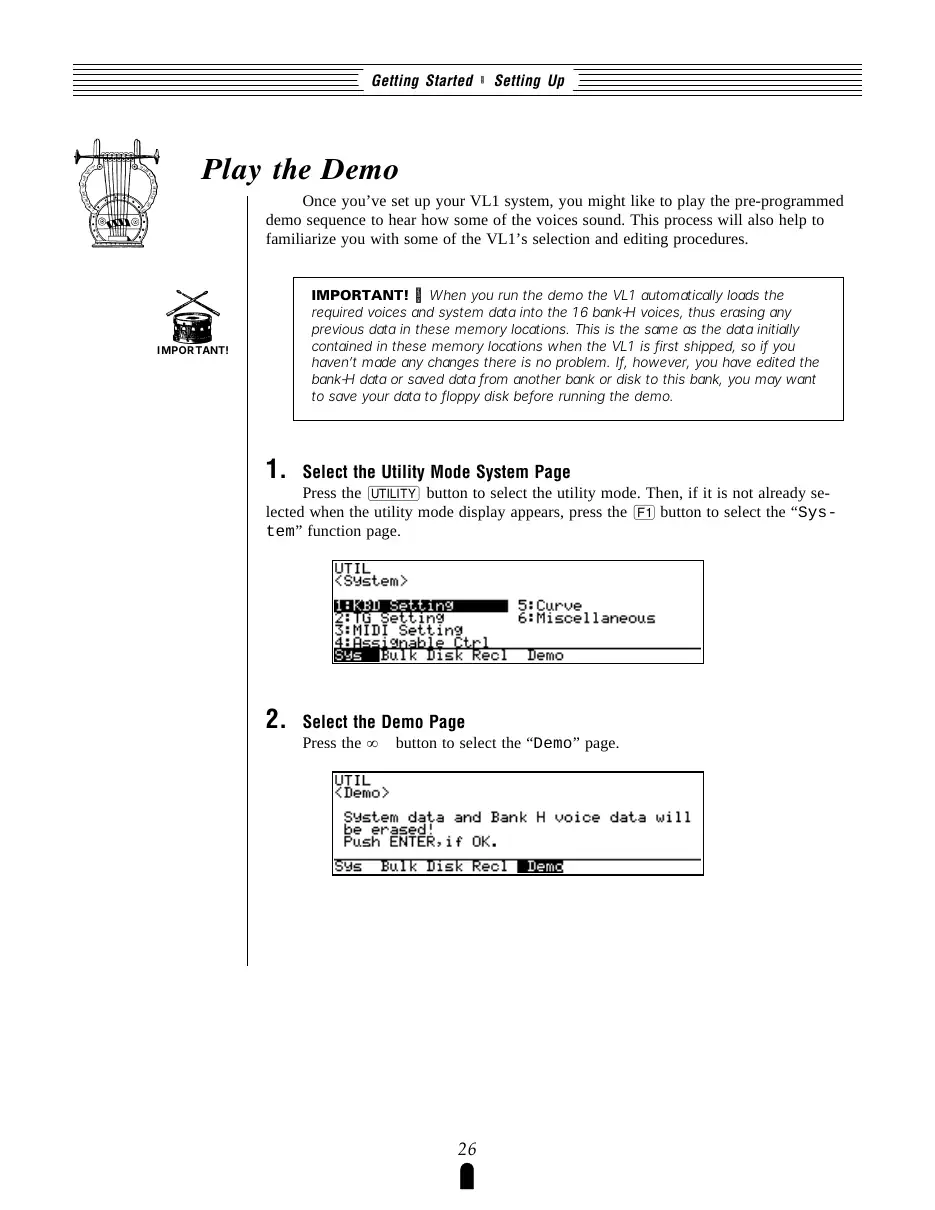 Getting Started Setting Up
Play the Demo
Once you’ve set up your VL1 system, you might like to play the pre-programmed
demo sequence to hear how some of the voices sound. This process will also help to
familiarize you with some of the VL1’s selection and editing procedures.
IMPORTANT!
IMPORTANT! When you run the demo the VL1 automatically loads the
required voices and system data into the 16 bank-H voices, thus erasing any
previous data in these memory locations. This is the same as the data initially
contained in these memory locations when the VL1 is first shipped, so if you
haven’t made any changes there is no problem. If, however, you have edited the
bank-H data or saved data from another bank or disk to this bank, you may want
to save your data to floppy disk before running the demo.
1. Select the Utility Mode System Page
Press the UTILITY button to select the utility mode. Then, if it is not already se-
lected when the utility mode display appears, press the F1 button to select the “Sys-
tem” function page.
UTIL
<System>
1:KBD Setting 5:Curve
2:TG Setting 6:Miscellaneous
3:MIDI Setting
4:Assignable Ctrl
Sys Bulk Disk Recl Demo
2. Select the Demo Page
Press the ∞ button to select the “Demo” page.
UTIL
<Demo>
System data and Bank H voice data will
be erased!
Push ENTER,if OK.
Sys Bulk Disk Recl Demo
26